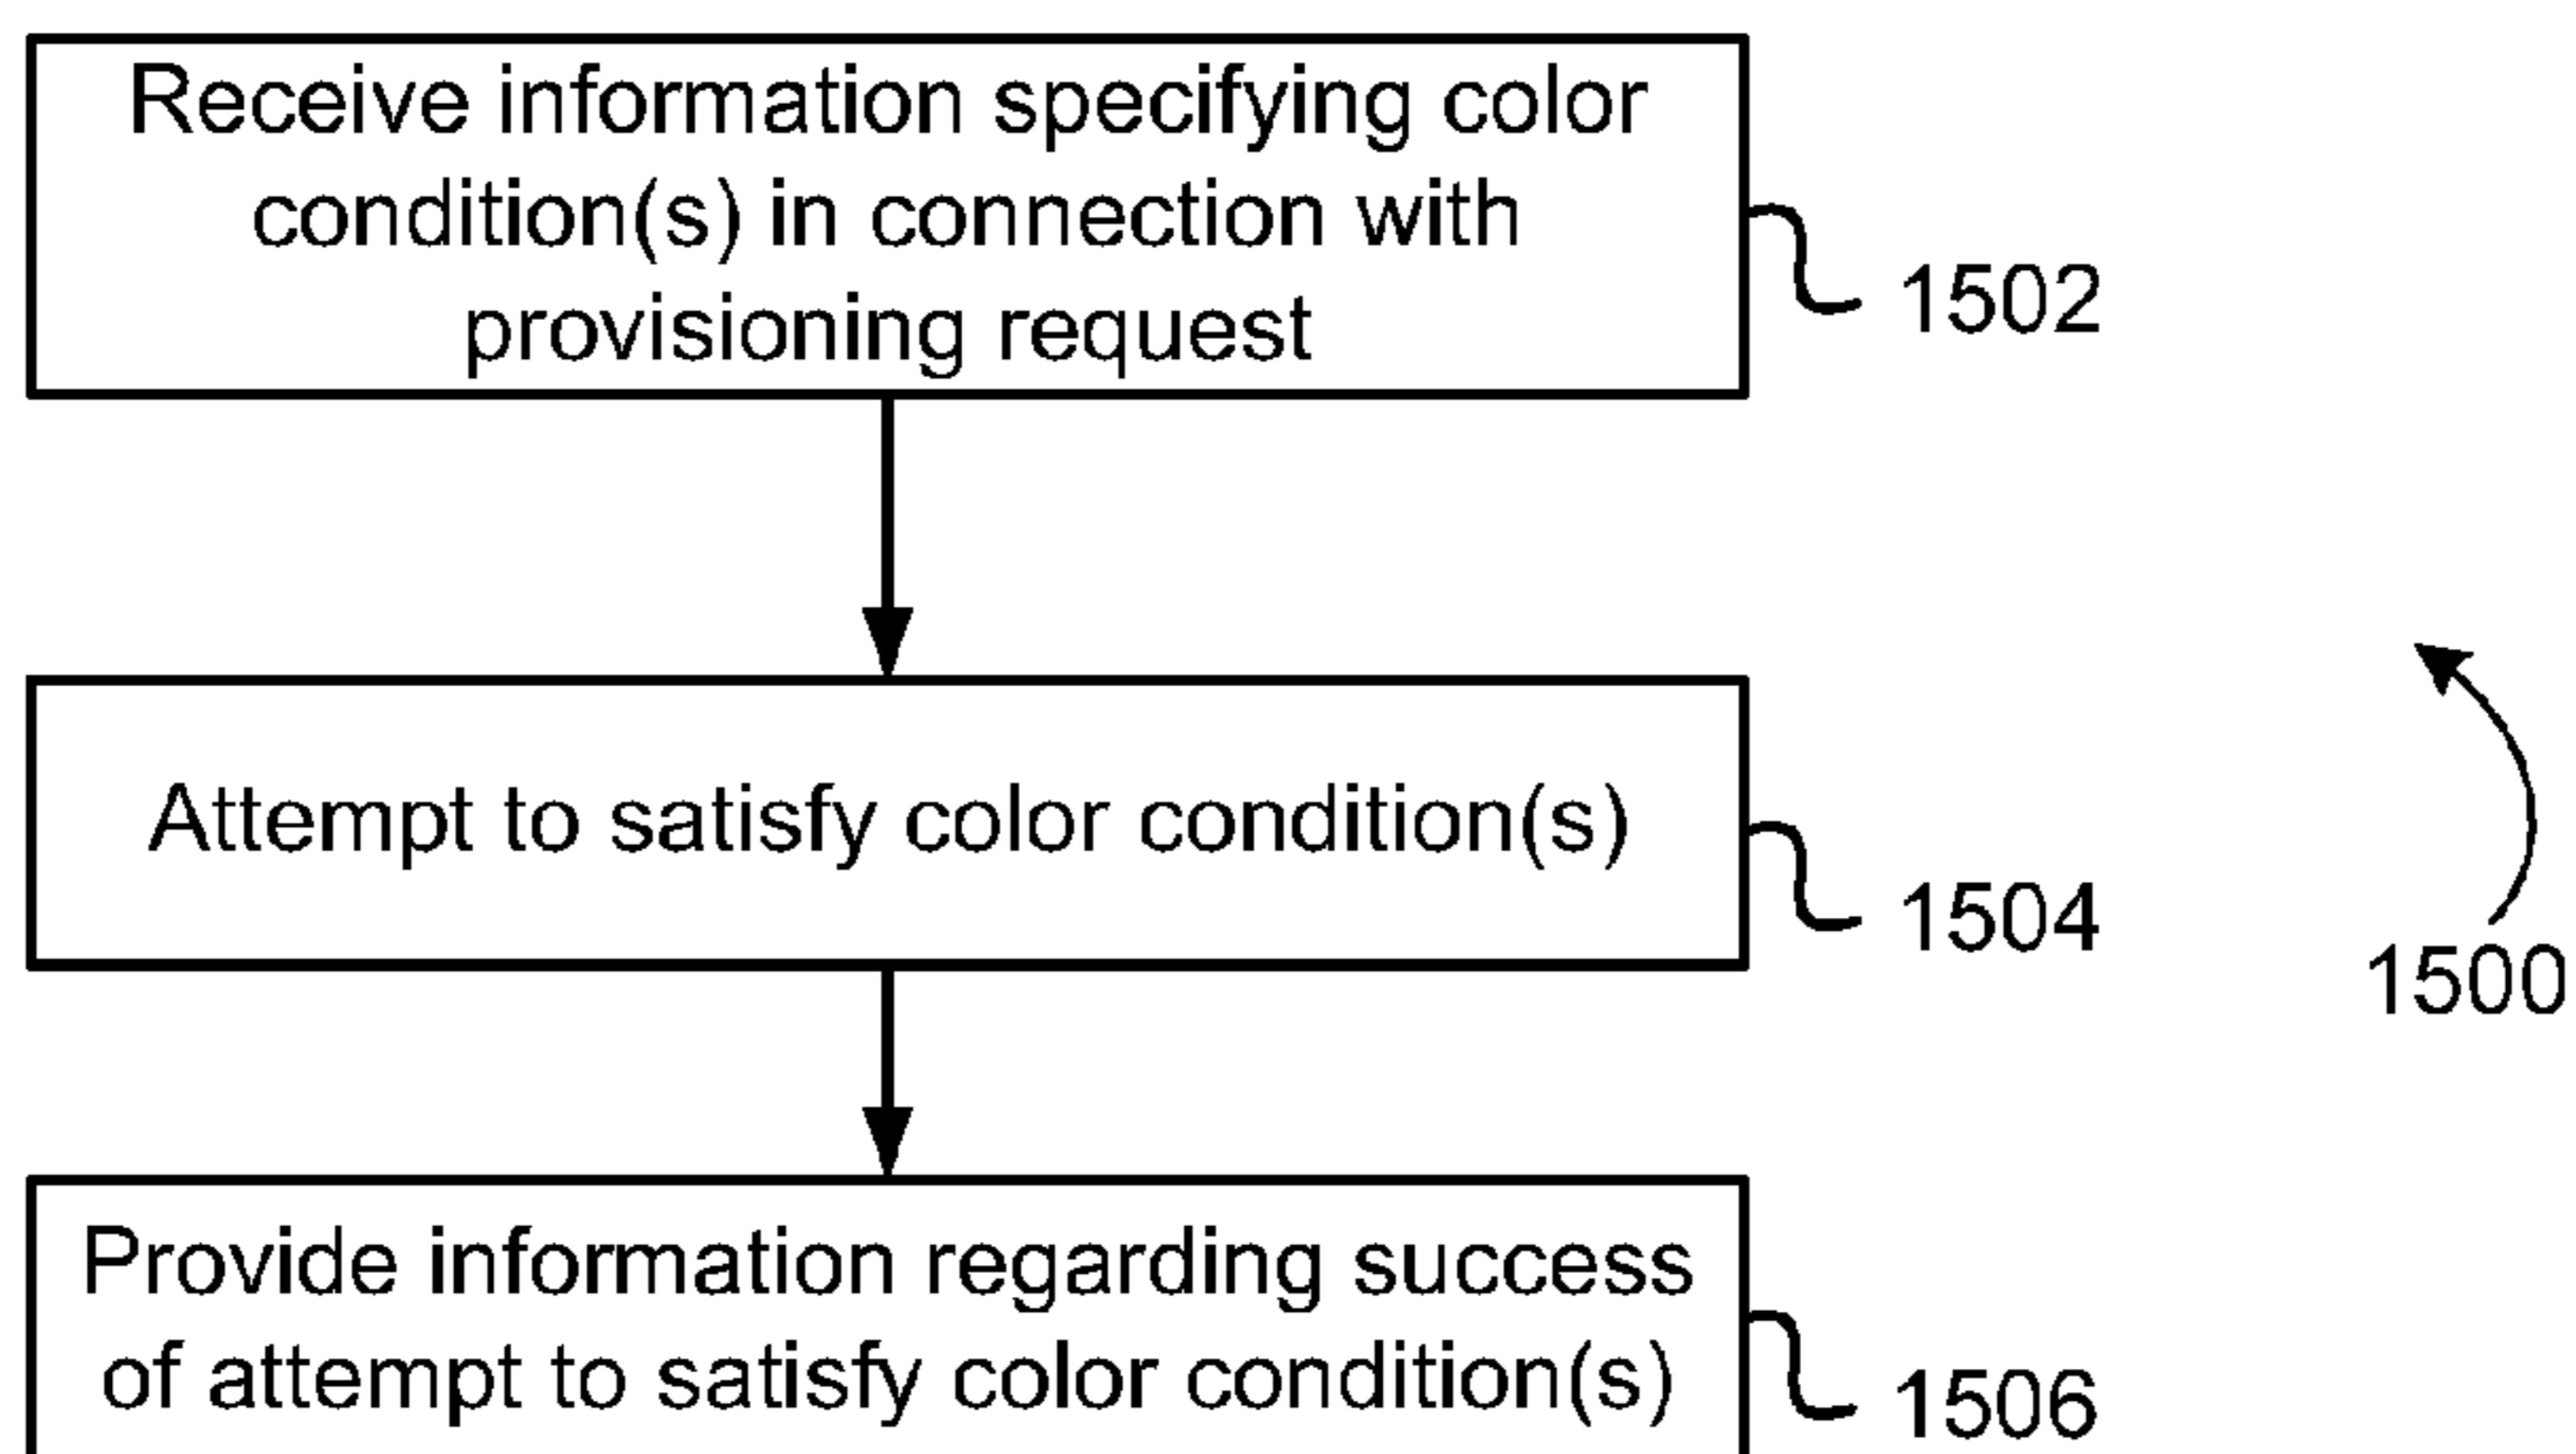 Receive information specifying color
condition(s) in connection with
provisioning request
1502
Attempt to satisfy color condition(s)
1504
1500
Provide information regarding success
of attempt to satisfy color condition(s)
1506